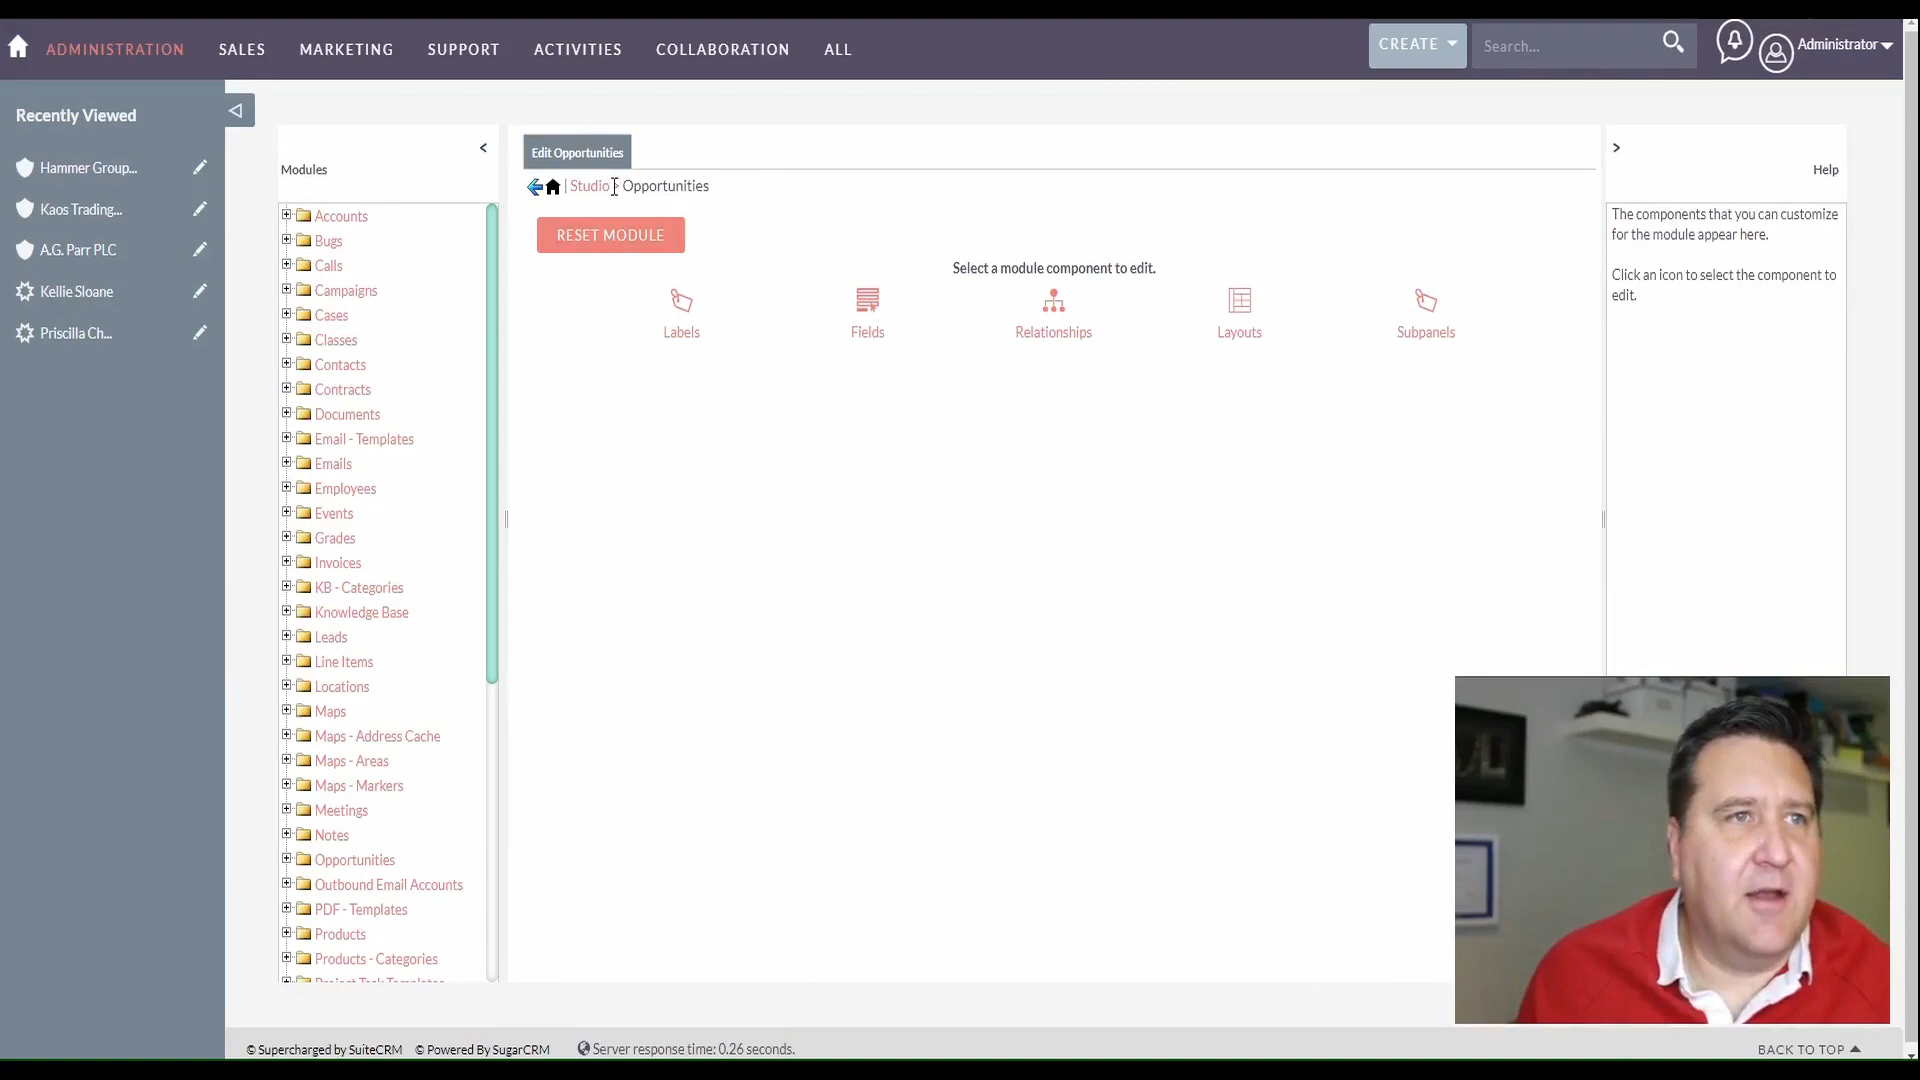 ADMINISTRATION SALES MARKETING SUPPORT ACTIVITIES COLLABORATION ALL CREATE Search... Administrator
Recently Viewed
Hammer Group...
Kaos Trading...
A.G. Parr PLC
Kellie Sloane
Priscilla Ch...
<
Modules
Accounts
Bugs
Calls
Campaigns
Cases
Classes
Contacts
Contracts
Documents
Email - Templates
Emails
Employees
Events
Grades
Invoices
KB - Categories
Knowledge Base
Leads
Line Items
Locations
Maps
Maps - Address Cache
Maps - Areas
Maps - Markers
Meetings
Notes
Opportunities
Outbound Email Accounts
PDF - Templates
Products
Products - Categories
Edit Opportunities
| Studio > Opportunities
RESET MODULE
Select a module component to edit.
Labels Fields Relationships Layouts Subpanels
>
Help
The components that you can customize
for the module appear here.
Click an icon to select the component to
edit.
© Supercharged by SuiteCRM © Powered By SugarCRM Server response time: 0.26 seconds. BACK TO TOP